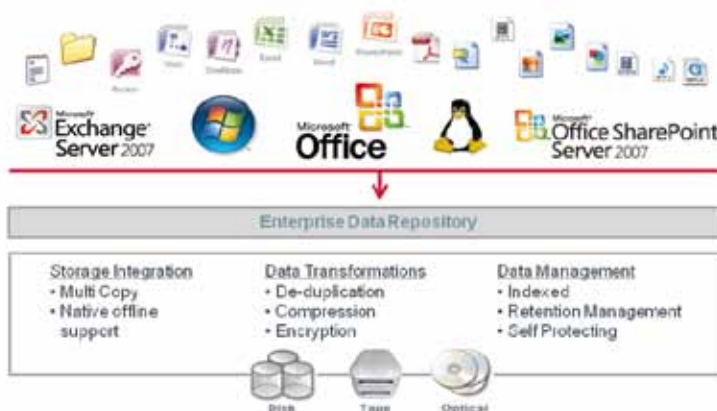 Access
Visio
OneNote
Excel
Word
PowerPoint
Microsoft
Exchange
Server 2007
Microsoft
Office
Microsoft
Office SharePoint
Server 2007
Enterprise Data Repository
Storage Integration
• Multi Copy
• Native offline
support
Data Transformations
• De-duplication
• Compression
• Encryption
Data Management
• Indexed
• Retention Management
• Self Protecting
Disk
Tape
Optical